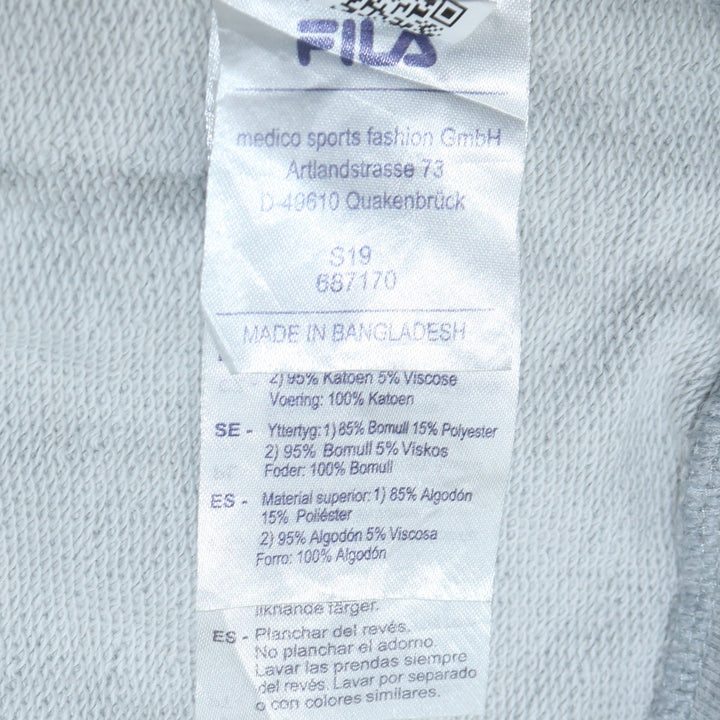 FILA
medico sports fashion GmbH
Artlandstrasse 73
D-49610 Quakenbrück
S19
687170
MADE IN BANGLADESH
2) 95% Katoen 5% Viscose
Voering: 100% Katoen
SE - Yttertyg: 1) 85% Bomull 15% Polyester
2) 95% Bomull 5% Viskos
Foder: 100% Bomull
ES - Material superior: 1) 85% Algodón
15% Poliéster
2) 95% Algodón 5% Viscosa
Forro: 100% Algodón
liknande färger.
ES - Planchar del revés.
No planchar el adorno
Lavar las prendas siempre
del revés. Lavar por separado
o con colores similares.